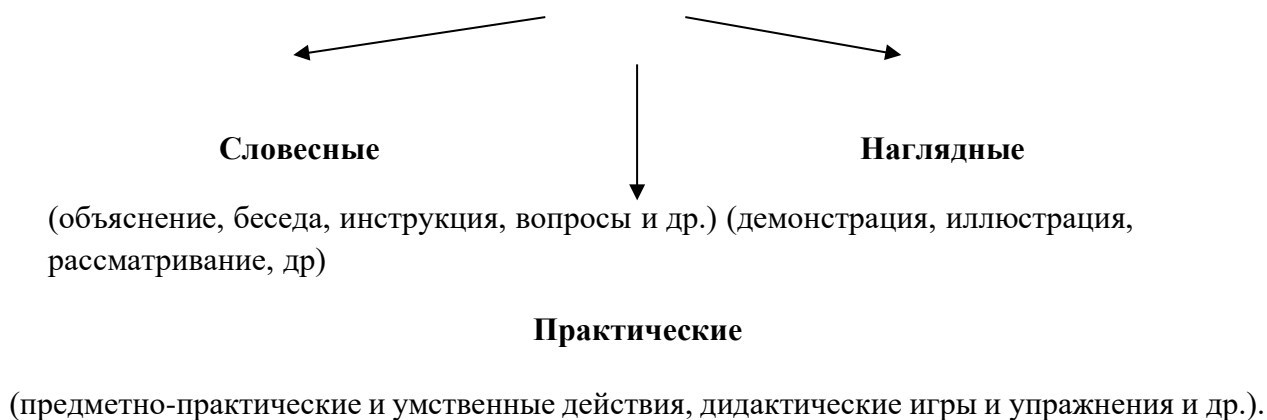 Словесные Наглядные
(объяснение, беседа, инструкция, вопросы и др.) (демонстрация, иллюстрация,
рассматривание, др)
Практические
(предметно-практические и умственные действия, дидактические игры и упражнения и др.).